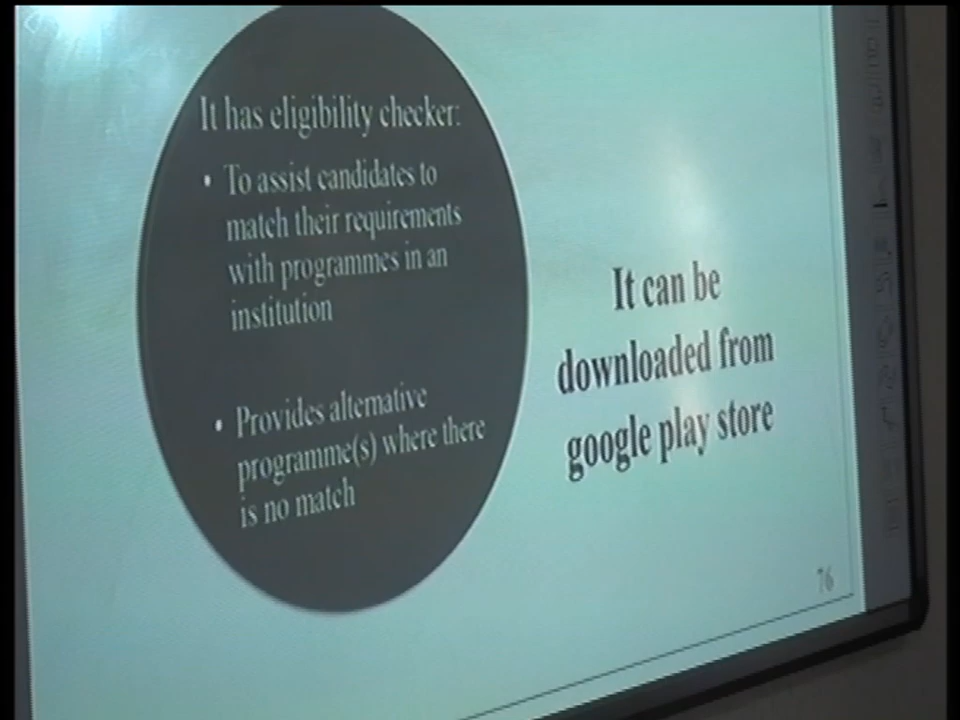 It has eligibility checker:
• To assist candidates to
match their requirements
with programmes in an
institution
• Provides alternative
programme(s) where there
is no match
It can be
downloaded from
google play store
76